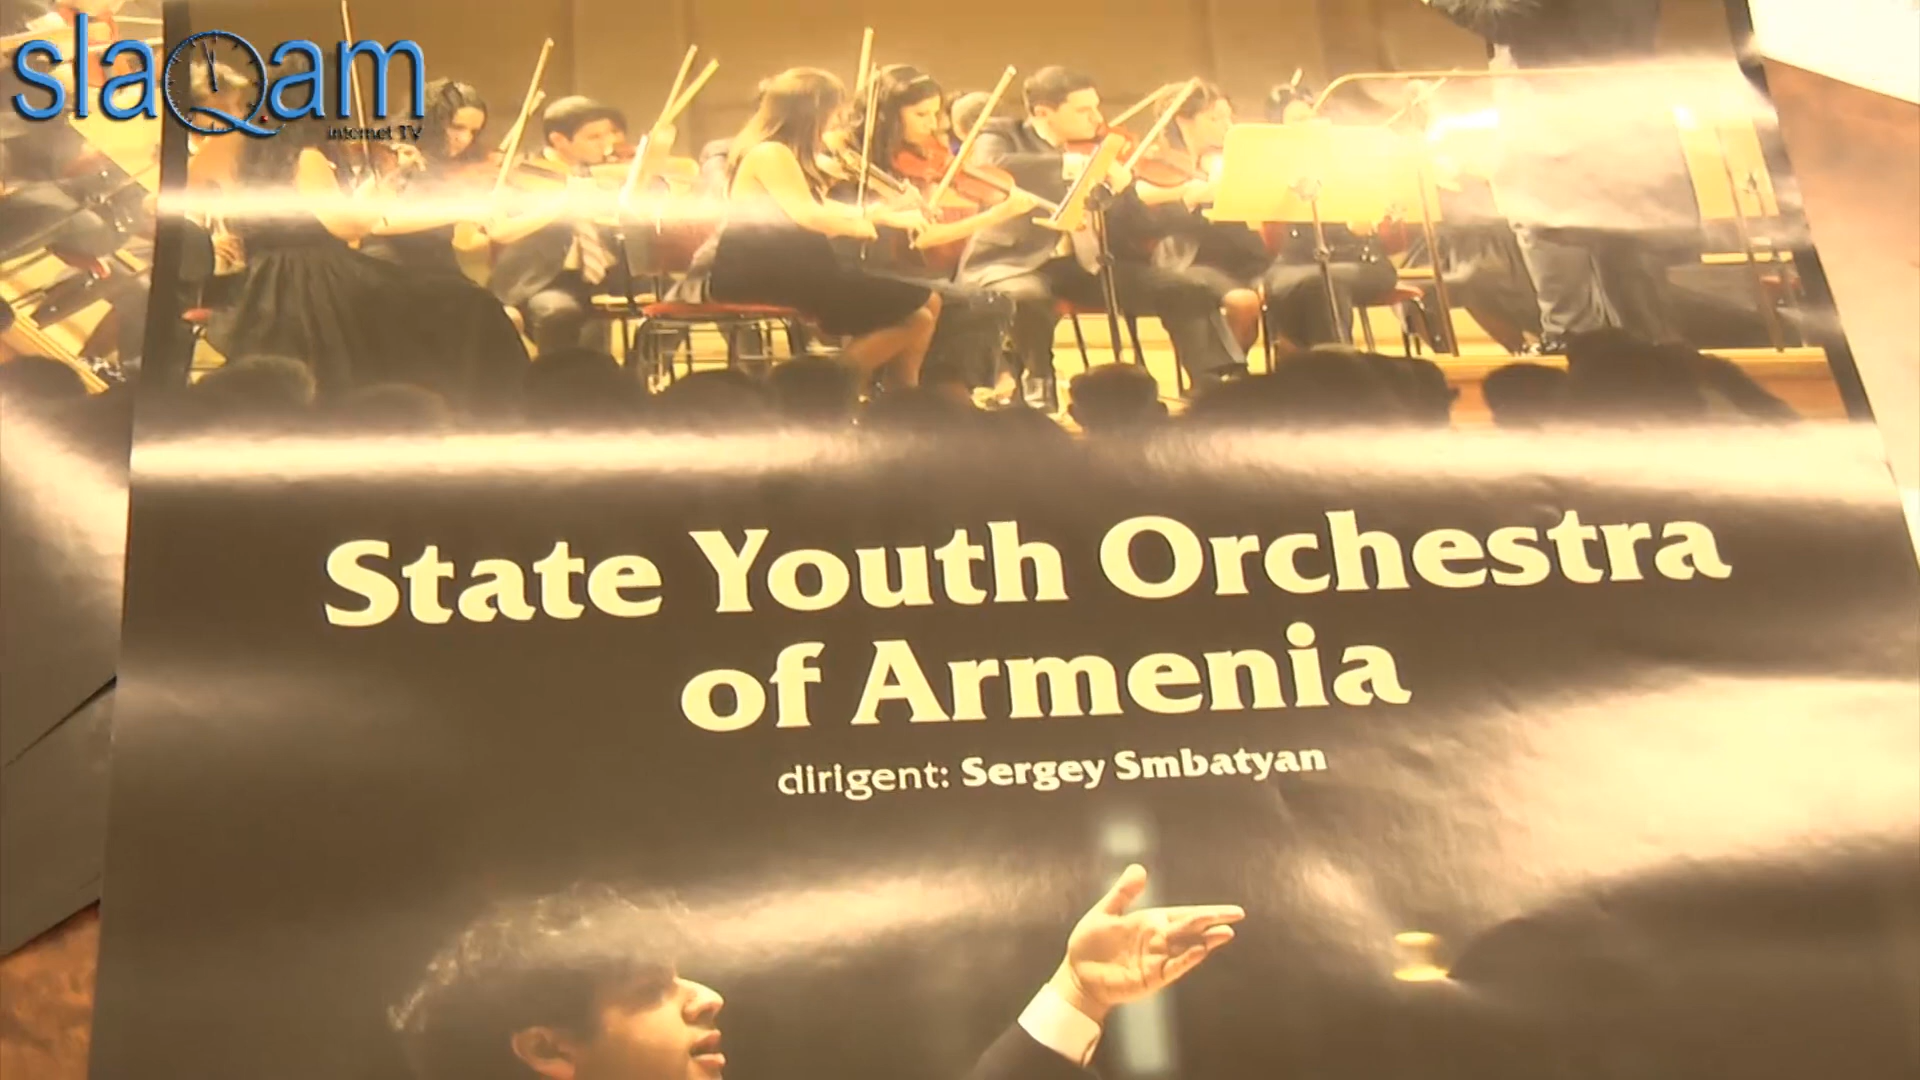 slaQam
internet TV
State Youth Orchestra
of Armenia
dirigent: Sergey Smbatyan